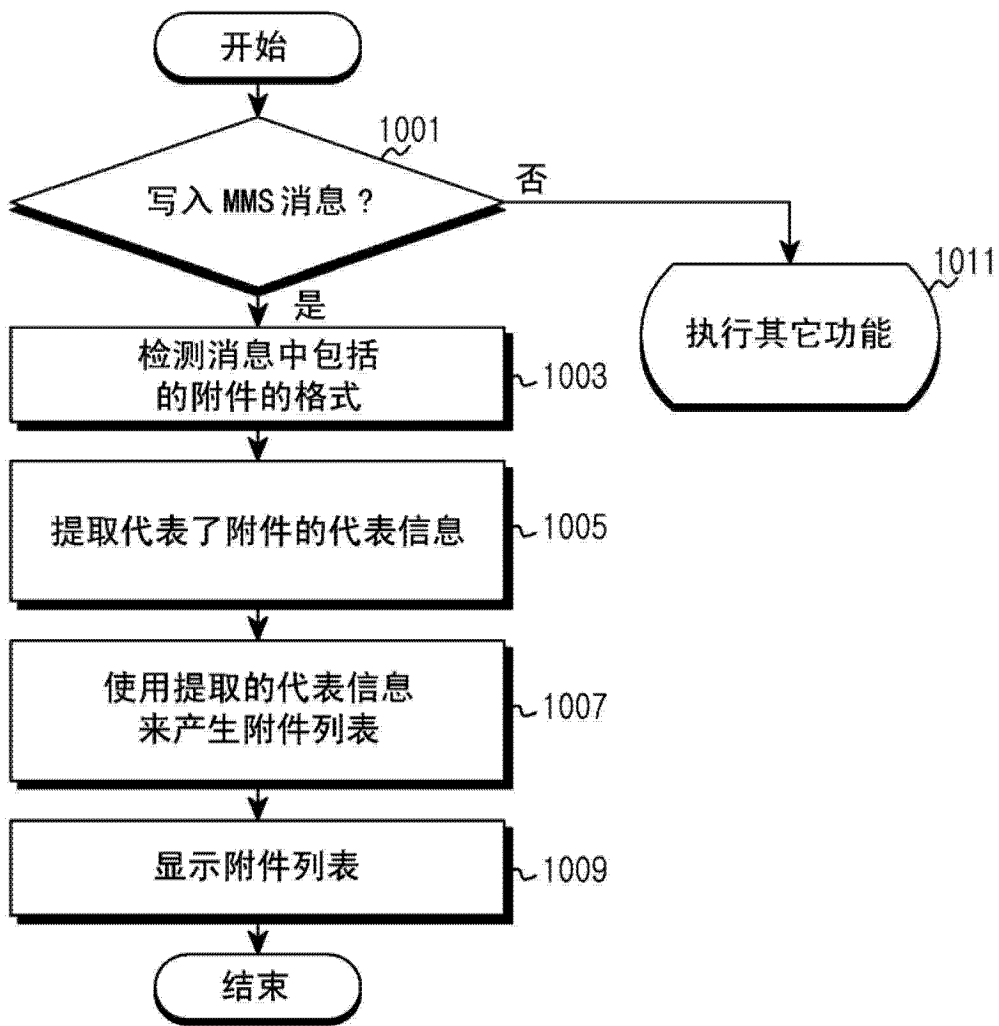 开始
1001
写入 MMS 消息?
否
1011
执行其它功能
是
检测消息中包括
的附件的格式
1003
提取代表了附件的代表信息
1005
使用提取的代表信息
来产生附件列表
1007
显示附件列表
1009
结束